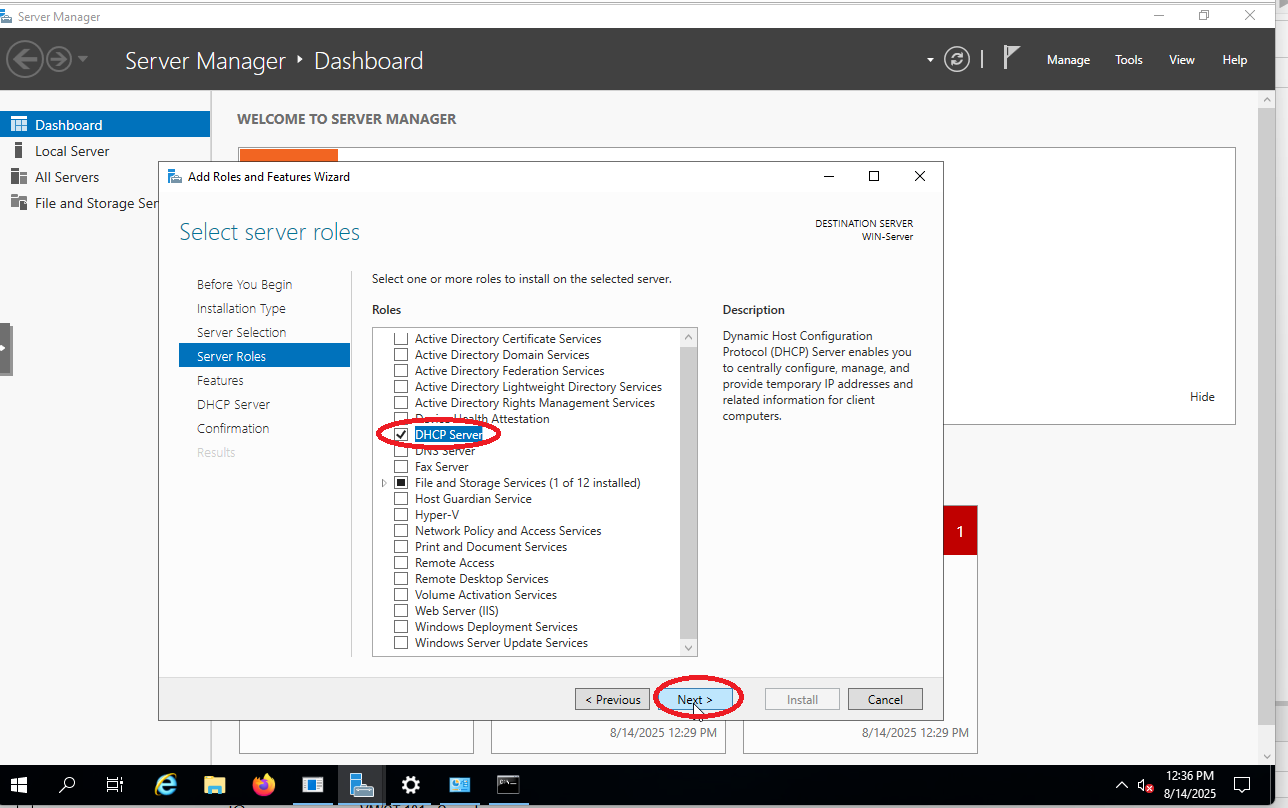 Server Manager
Server Manager ‣ Dashboard
Manage Tools View Help
Dashboard
Local Server
All Servers
File and Storage Ser
WELCOME TO SERVER MANAGER
Add Roles and Features Wizard
Select server roles
DESTINATION SERVER
WIN-Server
Before You Begin
Installation Type
Server Selection
Server Roles
Features
DHCP Server
Confirmation
Results
Select one or more roles to install on the selected server.
Roles
Active Directory Certificate Services
Active Directory Domain Services
Active Directory Federation Services
Active Directory Lightweight Directory Services
Active Directory Rights Management Services
Device Health Attestation
DHCP Server
DNS Server
Fax Server
File and Storage Services (1 of 12 installed)
Host Guardian Service
Hyper-V
Network Policy and Access Services
Print and Document Services
Remote Access
Remote Desktop Services
Volume Activation Services
Web Server (IIS)
Windows Deployment Services
Windows Server Update Services
Description
Dynamic Host Configuration
Protocol (DHCP) Server enables you
to centrally configure, manage, and
provide temporary IP addresses and
related information for client
computers.
Hide
1
< Previous
Next >
Install
Cancel
8/14/2025 12:29 PM
8/14/2025 12:29 PM
12:36 PM
8/14/2025